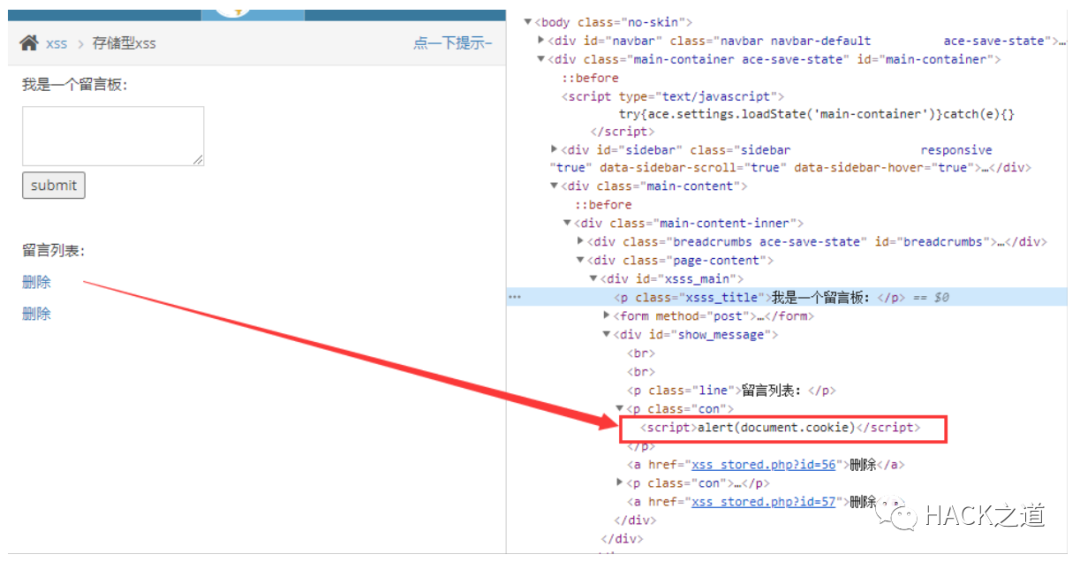 xss > 存储型xss 点一下提示~
我是一个留言板：
submit
留言列表：
删除
删除
▼<body class="no-skin">
▶<div id="navbar" class="navbar navbar-default ace-save-state">…
▼<div class="main-container ace-save-state" id="main-container">
::before
<script type="text/javascript">
try{ace.settings.loadState('main-container')}catch(e){}
</script>
▶<div id="sidebar" class="sidebar responsive
"true" data-sidebar-scroll="true" data-sidebar-hover="true">…</div>
▼<div class="main-content">
::before
▼<div class="main-content-inner">
▶<div class="breadcrumbs ace-save-state" id="breadcrumbs">…</div>
▼<div class="page-content">
▼<div id="xsss_main">
… <p class="xsss_title">我是一个留言板：</p> == $0
▶<form method="post">…</form>
▼<div id="show_message">
<br>
<br>
<p class="line">留言列表：</p>
▼<p class="con">
<script>alert(document.cookie)</script>
</p>
<a href="xss_stored.php?id=56">删除</a>
▶<p class="con">…</p>
<a href="xss_stored.php?id=57">删除
</div>
</div>
HACK之道